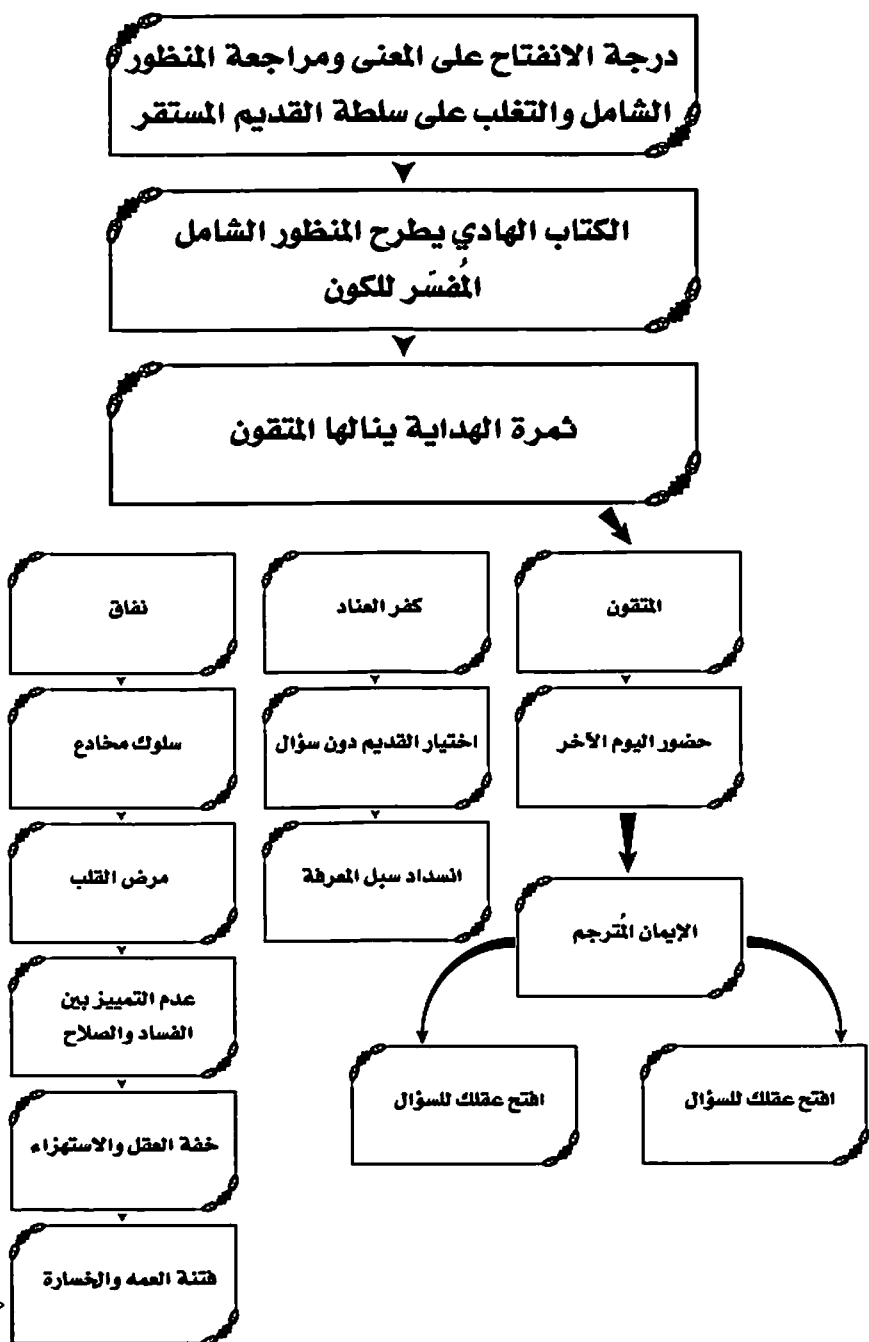 درجة الانفتاح على المعنى ومراجعة المنظور
الشامل والتغلب على سلطة القديم المستقر
الكتاب الهادي يطرح المنظور الشامل
المُفسَر للكون
ثمرة الهداية ينالها المتقون
المتقون
كفر العناد
نفاق
حضور اليوم الآخر
اختيار القديم دون سؤال
سلوك مخادع
انسداد سبل المعرفة
مرض القلب
الإيمان المُترجم
عدم التمييز بين
الفساد والصلاح
افتح عقلك للسؤال
افتح عقلك للسؤال
خفة العقل والاستهزاء
فتنة العمه والخسارة